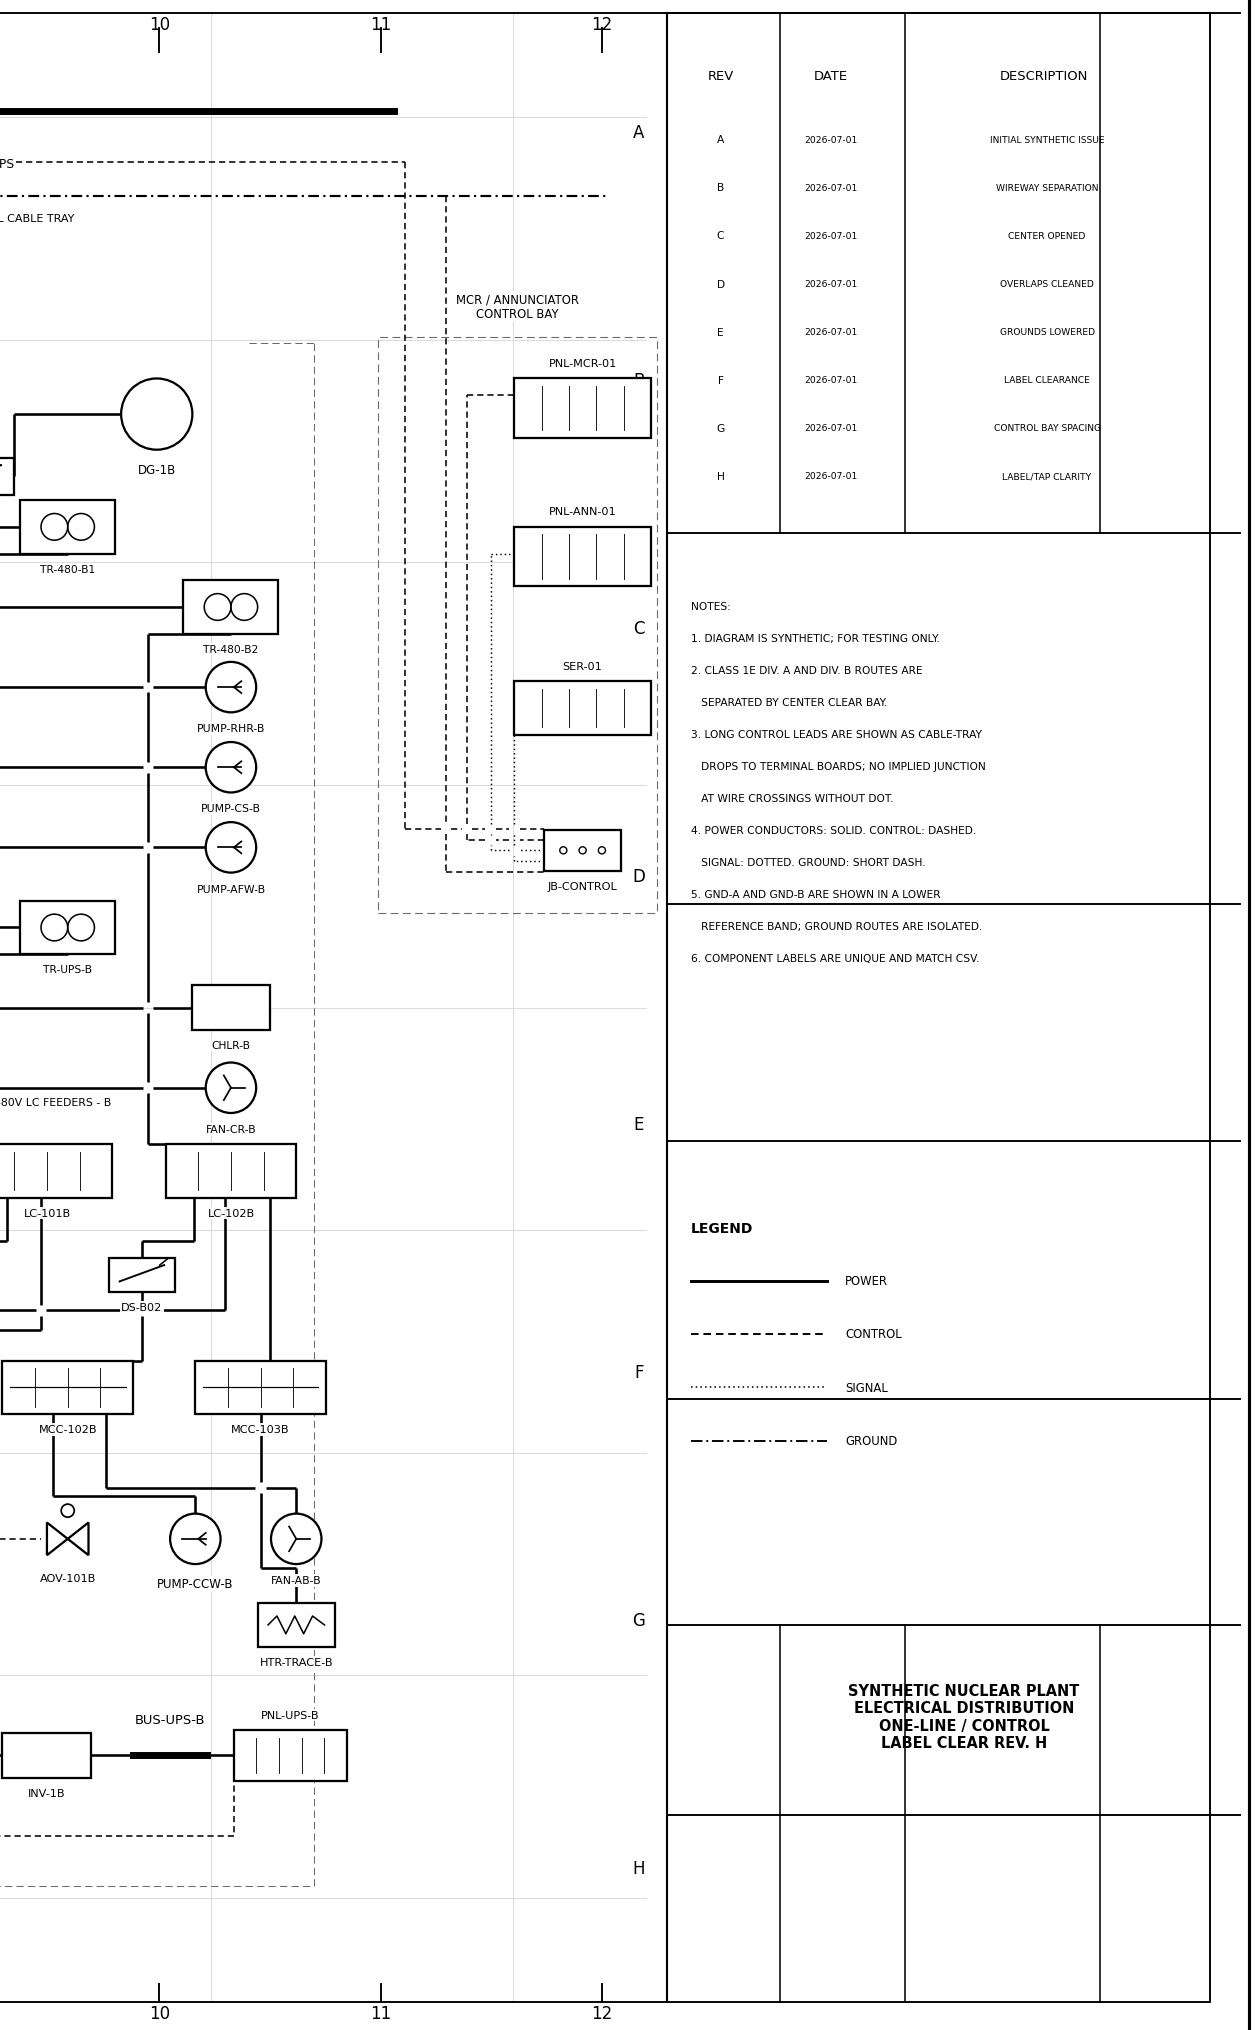 10
11
12
A
PS
L CABLE TRAY
MCR / ANNUNCIATOR
CONTROL BAY
PNL-MCR-01
DG-1B
PNL-ANN-01
TR-480-B1
C
TR-480-B2
SER-01
PUMP-RHR-B
PUMP-CS-B
PUMP-AFW-B
JB-CONTROL
D
TR-UPS-B
CHLR-B
80V LC FEEDERS - B
FAN-CR-B
E
LC-101B
LC-102B
DS-B02
F
MCC-102B
MCC-103B
AOV-101B
PUMP-CCW-B
FAN-AB-B
G
HTR-TRACE-B
BUS-UPS-B
PNL-UPS-B
INV-1B
H
10
11
12
REV DATE DESCRIPTION
A 2026-07-01 INITIAL SYNTHETIC ISSUE
B 2026-07-01 WIREWAY SEPARATION
C 2026-07-01 CENTER OPENED
D 2026-07-01 OVERLAPS CLEANED
E 2026-07-01 GROUNDS LOWERED
F 2026-07-01 LABEL CLEARANCE
G 2026-07-01 CONTROL BAY SPACING
H 2026-07-01 LABEL/TAP CLARITY
NOTES:
1. DIAGRAM IS SYNTHETIC; FOR TESTING ONLY.
2. CLASS 1E DIV. A AND DIV. B ROUTES ARE
SEPARATED BY CENTER CLEAR BAY.
3. LONG CONTROL LEADS ARE SHOWN AS CABLE-TRAY
DROPS TO TERMINAL BOARDS; NO IMPLIED JUNCTION
AT WIRE CROSSINGS WITHOUT DOT.
4. POWER CONDUCTORS: SOLID. CONTROL: DASHED.
SIGNAL: DOTTED. GROUND: SHORT DASH.
5. GND-A AND GND-B ARE SHOWN IN A LOWER
REFERENCE BAND; GROUND ROUTES ARE ISOLATED.
6. COMPONENT LABELS ARE UNIQUE AND MATCH CSV.
LEGEND
POWER
CONTROL
SIGNAL
GROUND
SYNTHETIC NUCLEAR PLANT
ELECTRICAL DISTRIBUTION
ONE-LINE / CONTROL
LABEL CLEAR REV. H